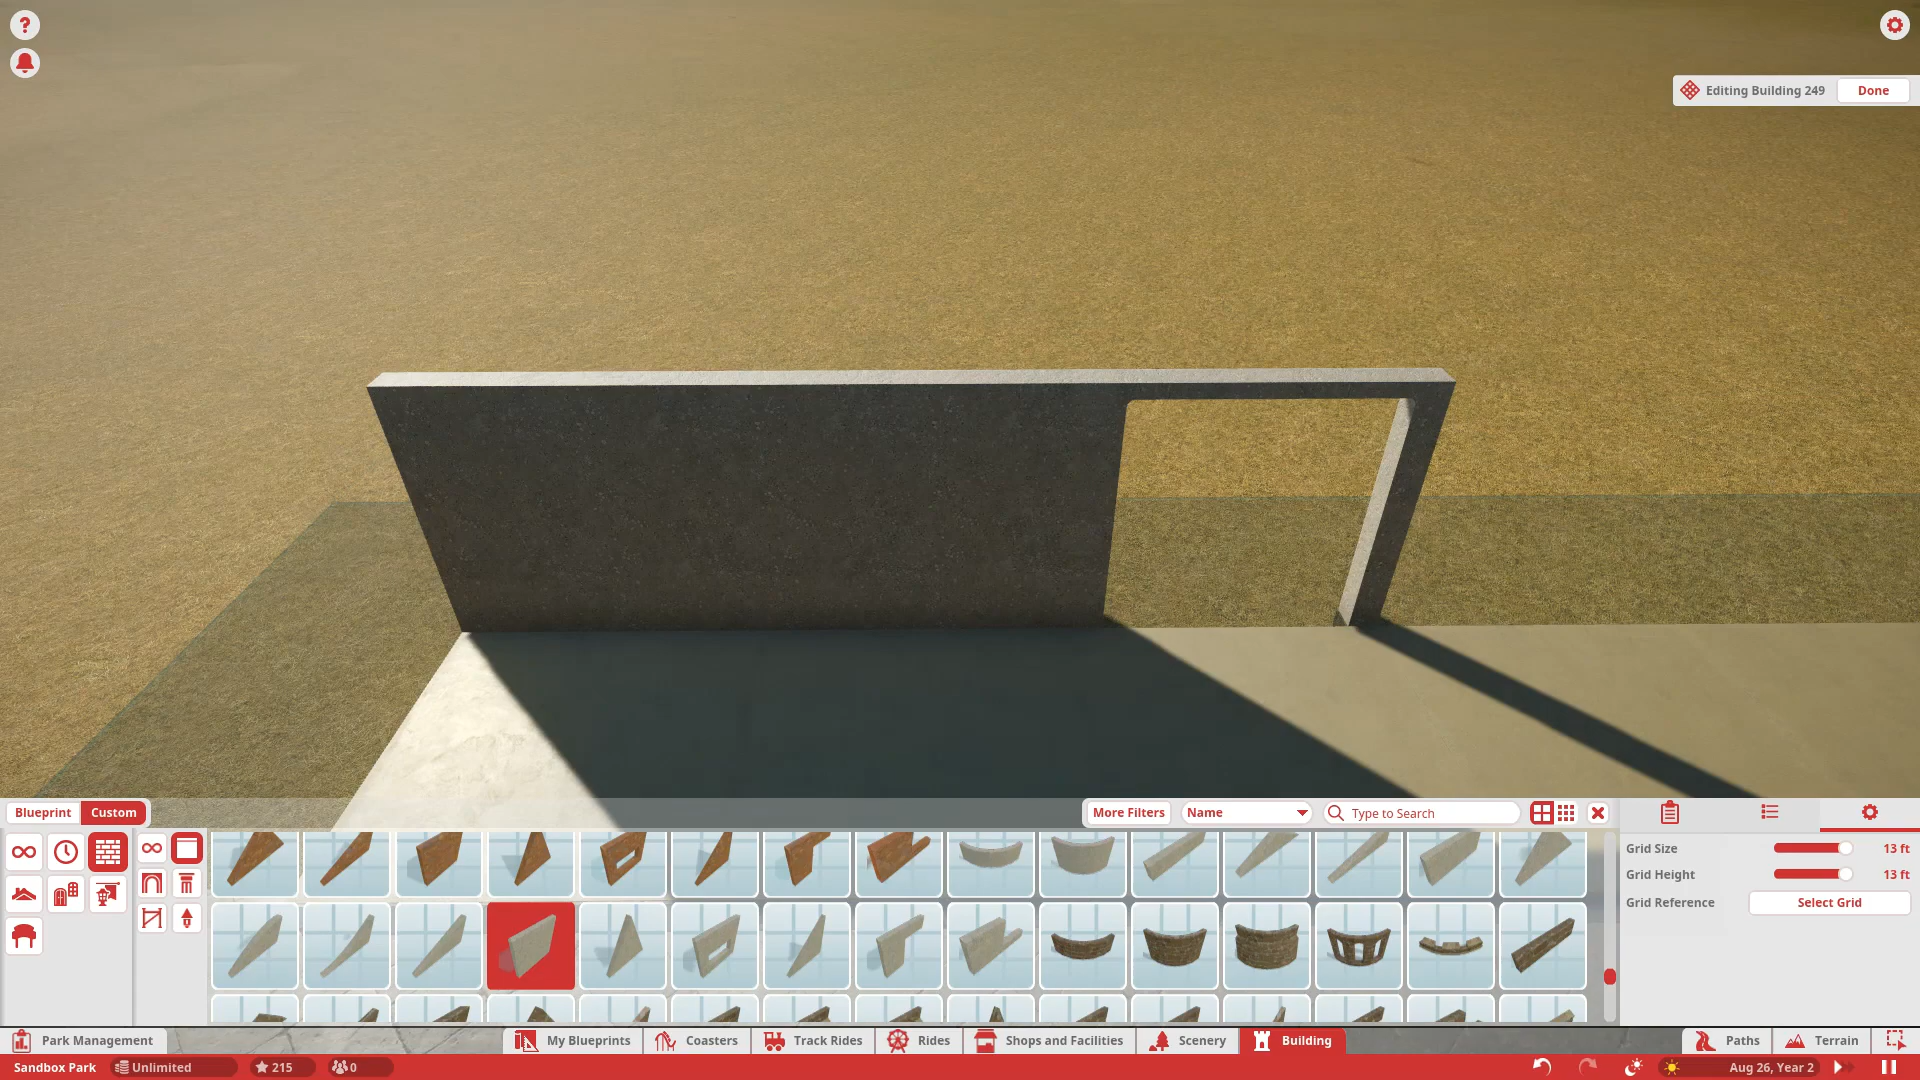 ?
Editing Building 249
Done
Blueprint
Custom
More Filters
Name
Type to Search
Grid Size
13 ft
Grid Height
13 ft
Grid Reference
Select Grid
Park Management
My Blueprints
Coasters
Track Rides
Rides
Shops and Facilities
Scenery
Building
Paths
Terrain
Sandbox Park
Unlimited
215
0
Aug 26, Year 2